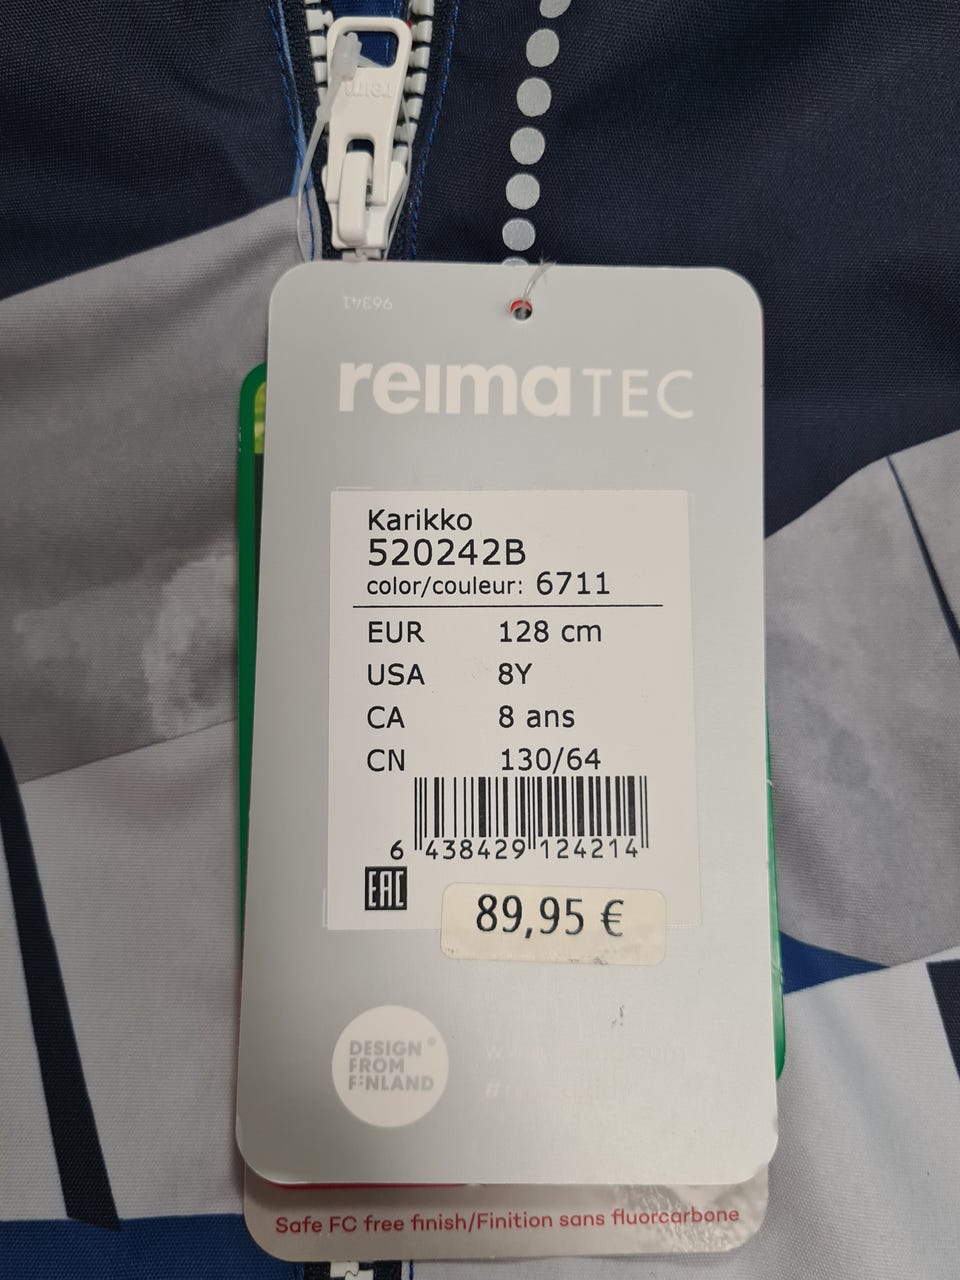 reima
96341
reimaTEC
Karikko
520242B
color/couleur: 6711
EUR 128 cm
USA 8Y
CA 8 ans
CN 130/64
6 438429 124214
EAC
89,95 €
DESIGN®
FROM
FINLAND
Safe FC free finish/Finition sans fluorcarbone